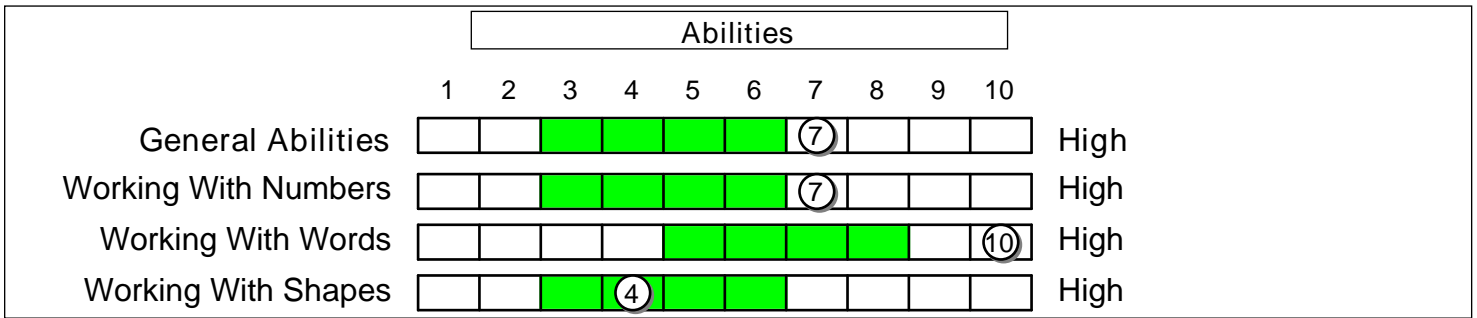 Abilities
1 2 3 4 5 6 7 8 9 10
General Abilities 7 High
Working With Numbers 7 High
Working With Words 10 High
Working With Shapes 4 High